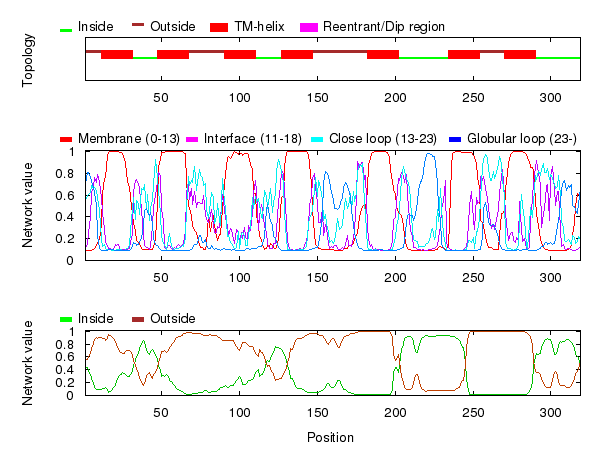 Inside Outside TM-helix Reentrant/Dip region
Topology
50 100 150 200 250 300
Membrane (0-13) Interface (11-18) Close loop (13-23) Globular loop (23-)
Network value
1
0.8
0.6
0.4
0.2
0
50 100 150 200 250 300
Inside Outside
Network value
1
0.8
0.6
0.4
0.2
0
50 100 150 200 250 300
Position